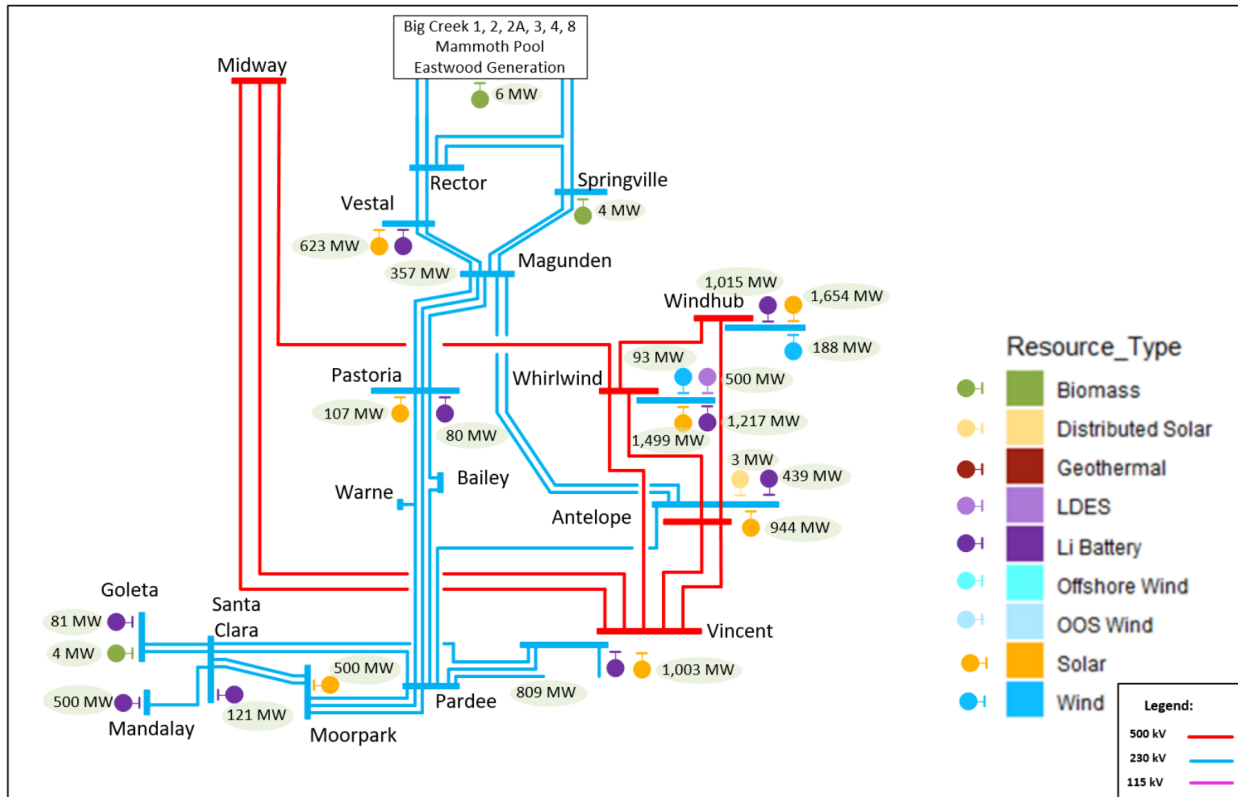 Big Creek 1, 2, 2A, 3, 4, 8
Mammoth Pool
Eastwood Generation
Midway
6 MW
Rector
Springville
4 MW
Vestal
623 MW
357 MW
Magunden
1,015 MW
1,654 MW
Windhub
188 MW
93 MW
Whirlwind
500 MW
1,217 MW
1,499 MW
Pastoria
107 MW
80 MW
3 MW
439 MW
Bailey
Warne
Antelope
944 MW
Goleta
81 MW
4 MW
Santa
Clara
Vincent
500 MW
1,003 MW
809 MW
Pardee
500 MW
Mandalay
121 MW
Moorpark
Resource_Type
Biomass
Distributed Solar
Geothermal
LDES
Li Battery
Offshore Wind
OOS Wind
Solar
Wind
Legend:
500 kV
230 kV
115 kV